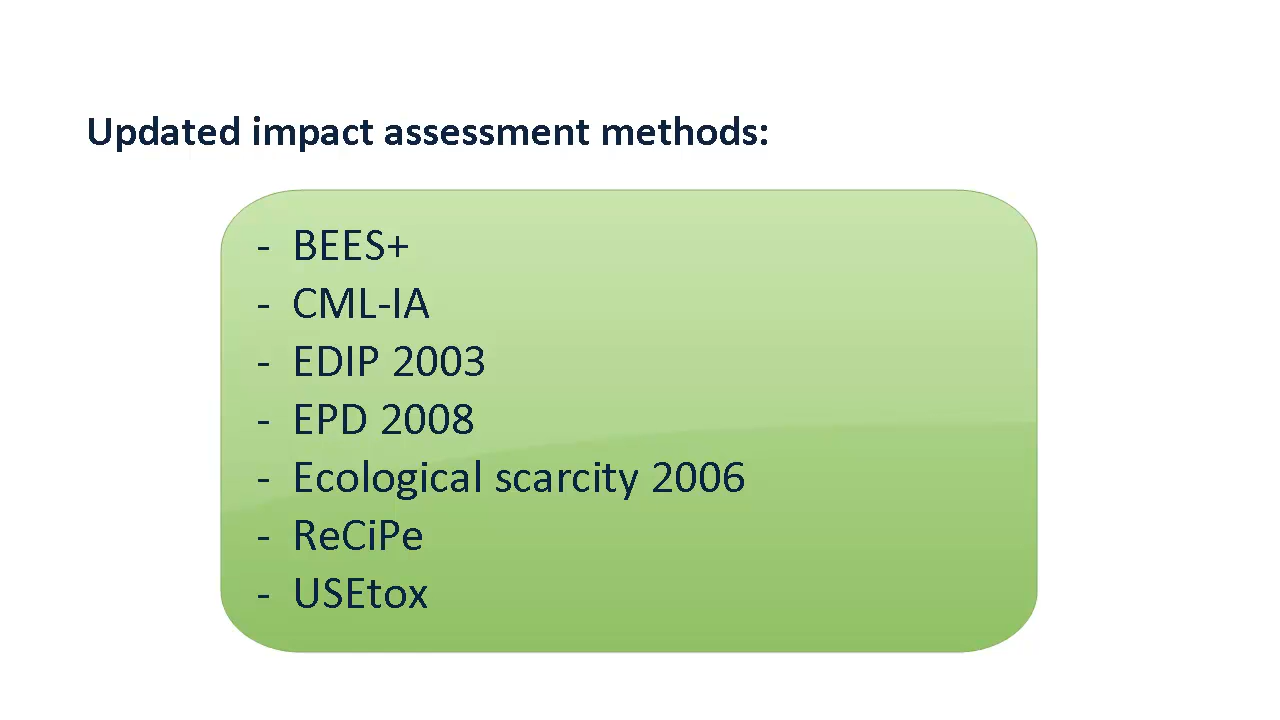 Updated impact assessment methods:
- BEES+
- CML-IA
- EDIP 2003
- EPD 2008
- Ecological scarcity 2006
- ReCiPe
- USEtox